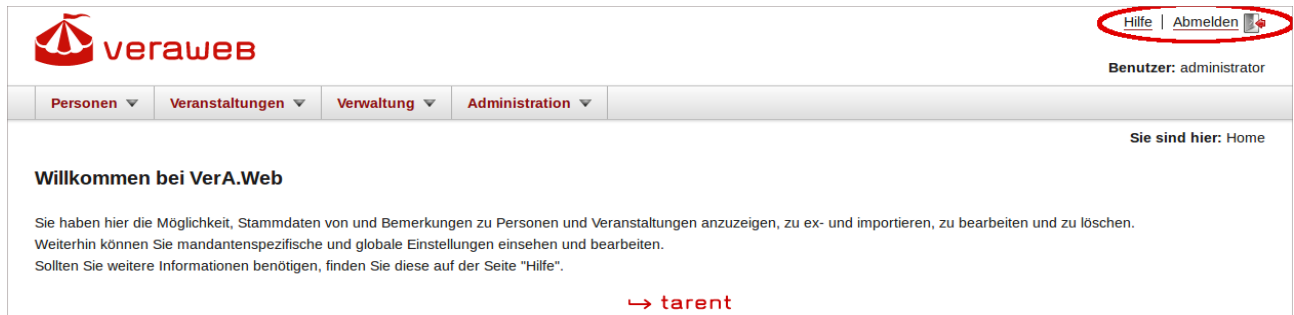 Hilfe | Abmelden
veraweb
Benutzer: administrator
Personen Veranstaltungen Verwaltung Administration
Sie sind hier: Home
Willkommen bei VerA.Web
Sie haben hier die Möglichkeit, Stammdaten von und Bemerkungen zu Personen und Veranstaltungen anzuzeigen, zu ex- und importieren, zu bearbeiten und zu löschen.
Weiterhin können Sie mandantenspezifische und globale Einstellungen einsehen und bearbeiten.
Sollten Sie weitere Informationen benötigen, finden Sie diese auf der Seite "Hilfe".
tarent